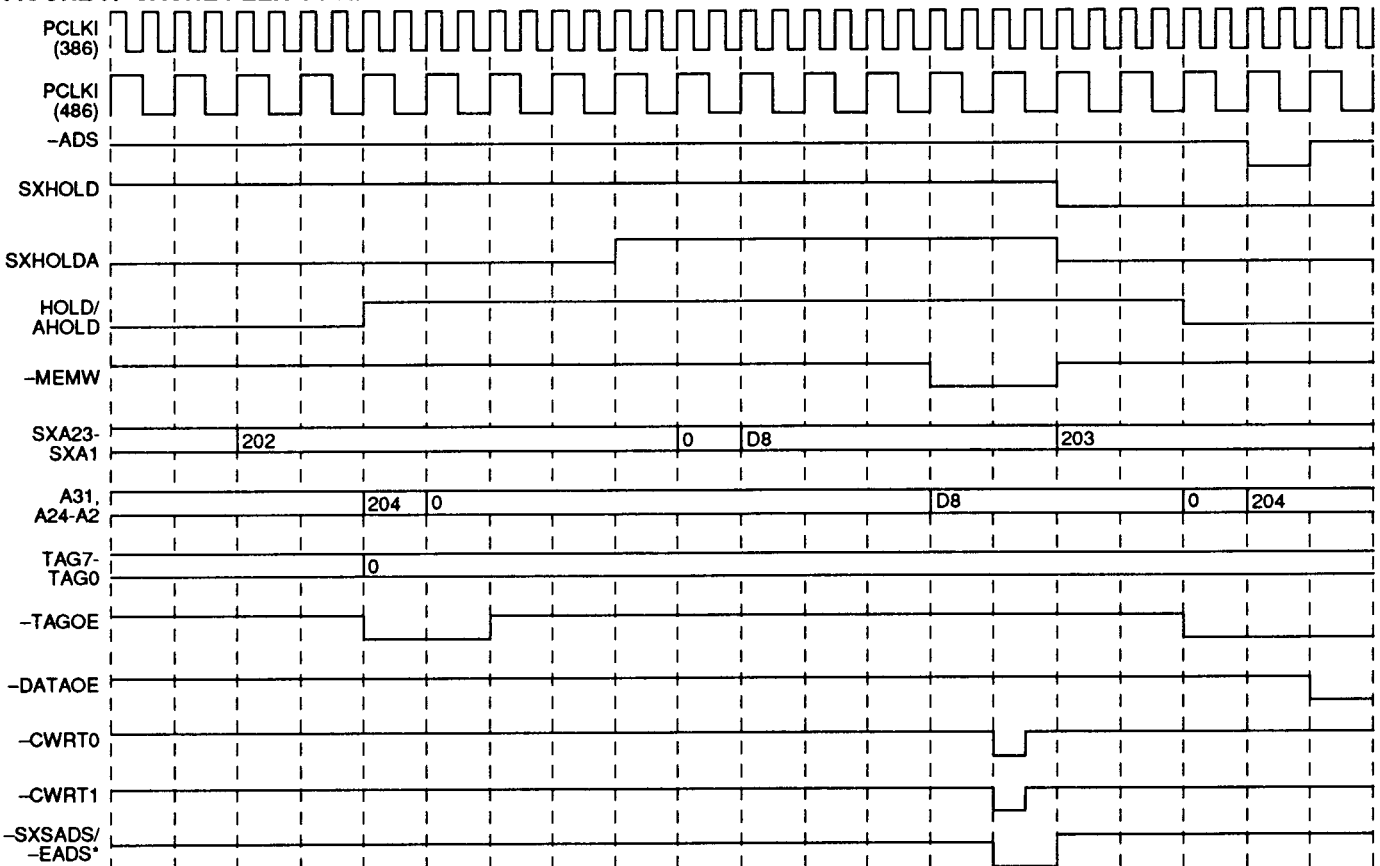 PCLKI
(386)
PCLKI
(486)
–ADS
SXHOLD
SXHOLDA
HOLD/
AHOLD
–MEMW
SXA23-
SXA1
202
0
D8
203
A31,
A24-A2
204
0
D8
0
204
TAG7-
TAG0
0
–TAGOE
–DATAOE
–CWRT0
–CWRT1
–SXSADS/
–EADS*